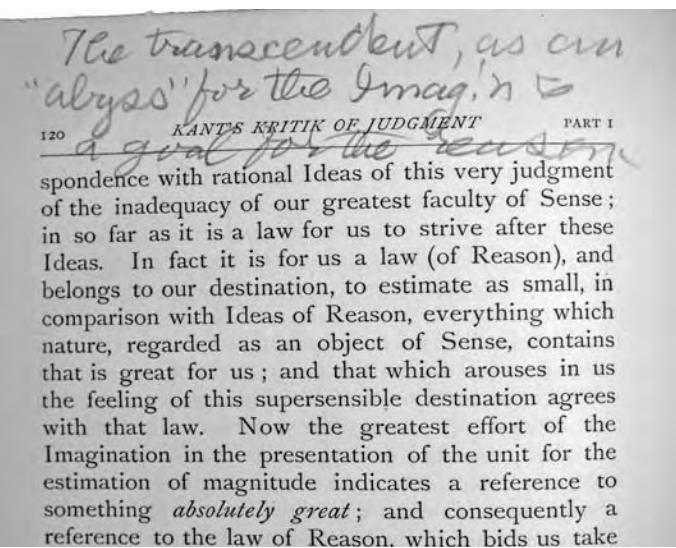 The transcendent, as an
"abyss" for the Imag.'n is
120 KANT'S KRITIK OF JUDGMENT PART I
a goal for the Reason
spondence with rational Ideas of this very judgment
of the inadequacy of our greatest faculty of Sense;
in so far as it is a law for us to strive after these
Ideas. In fact it is for us a law (of Reason), and
belongs to our destination, to estimate as small, in
comparison with Ideas of Reason, everything which
nature, regarded as an object of Sense, contains
that is great for us; and that which arouses in us
the feeling of this supersensible destination agrees
with that law. Now the greatest effort of the
Imagination in the presentation of the unit for the
estimation of magnitude indicates a reference to
something absolutely great; and consequently a
reference to the law of Reason, which bids us take